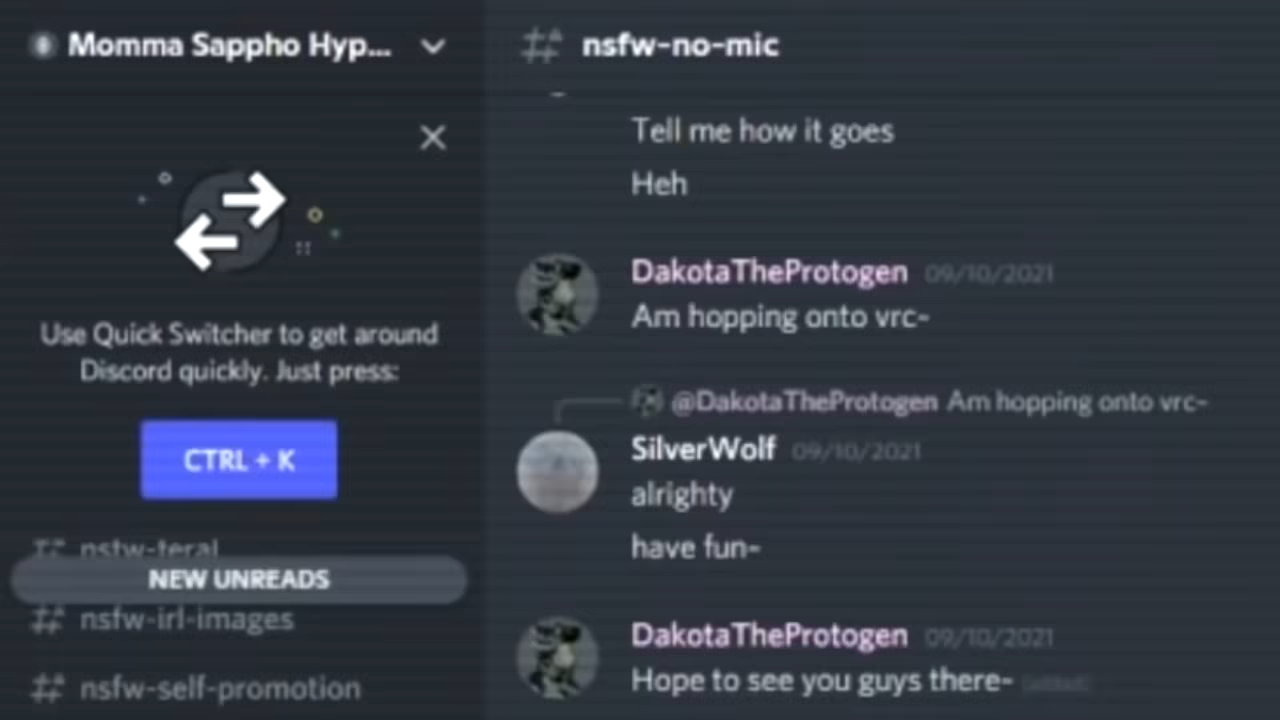 Momma Sappho Hyp...
Use Quick Switcher to get around
Discord quickly. Just press:
CTRL + K
NEW UNREADS
nsfw-irl-images
nsfw-self-promotion
nsfw-no-mic
Tell me how it goes
Heh
DakotaTheProtogen 09/10/2021
Am hopping onto vrc~
@DakotaTheProtogen Am hopping onto vrc~
SilverWolf 09/10/2021
alrighty
have fun~
DakotaTheProtogen 09/10/2021
Hope to see you guys there~